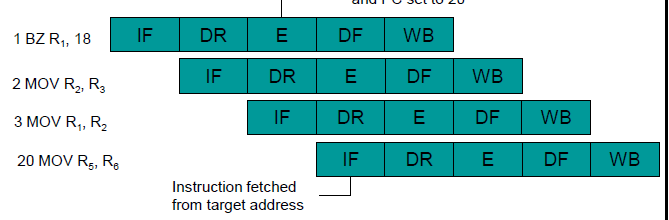 and PC set to 20
1 BZ R₁, 18 IF DR E DF WB
2 MOV R₂, R₃ IF DR E DF WB
3 MOV R₁, R₂ IF DR E DF WB
20 MOV R₅, R₆ IF DR E DF WB
Instruction fetched
from target address